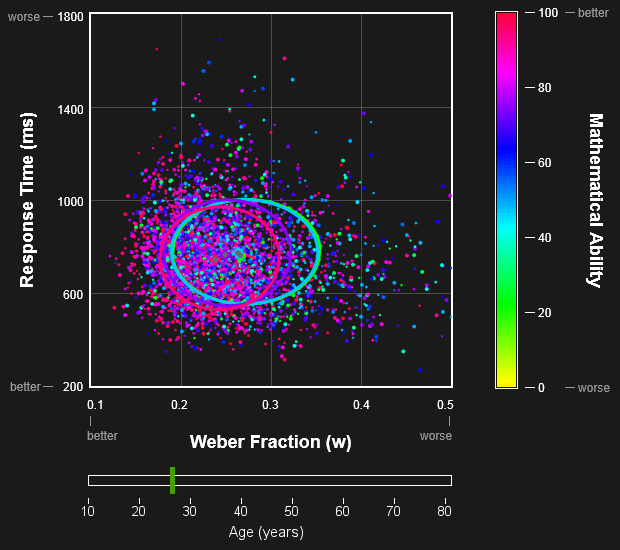 worse
1800
1400
1000
600
better
200
Response Time (ms)
0.1
0.2
0.3
0.4
0.5
better
worse
Weber Fraction (w)
10
20
30
40
50
60
70
80
Age (years)
100
better
80
60
40
20
0
worse
Mathematical Ability